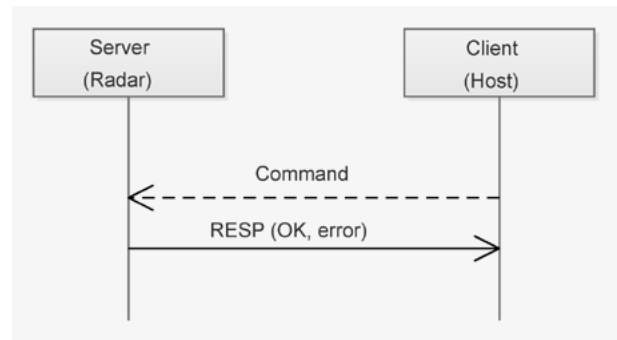 Server
(Radar)
Client
(Host)
Command
RESP (OK, error)